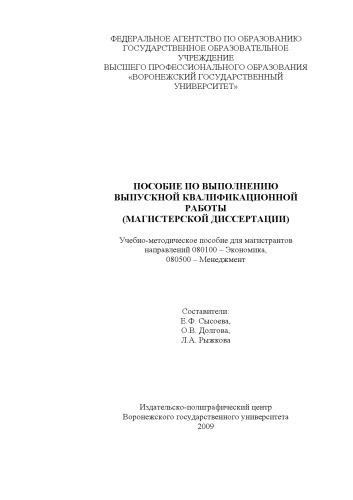 ФЕДЕРАЛЬНОЕ АГЕНТСТВО ПО ОБРАЗОВАНИЮ
ГОСУДАРСТВЕННОЕ ОБРАЗОВАТЕЛЬНОЕ
УЧРЕЖДЕНИЕ
ВЫСШЕГО ПРОФЕССИОНАЛЬНОГО ОБРАЗОВАНИЯ
«ВОРОНЕЖСКИЙ ГОСУДАРСТВЕННЫЙ
УНИВЕРСИТЕТ»
ПОСОБИЕ ПО ВЫПОЛНЕНИЮ
ВЫПУСКНОЙ КВАЛИФИКАЦИОННОЙ
РАБОТЫ
(МАГИСТЕРСКОЙ ДИССЕРТАЦИИ)
Учебно-методическое пособие для магистрантов
направлений 080100 – Экономика,
080500 – Менеджмент
Составители:
Е.Ф. Сысоева,
О.В. Долгова,
Л.А. Рыжкова
Издательско-полиграфический центр
Воронежского государственного университета
2009